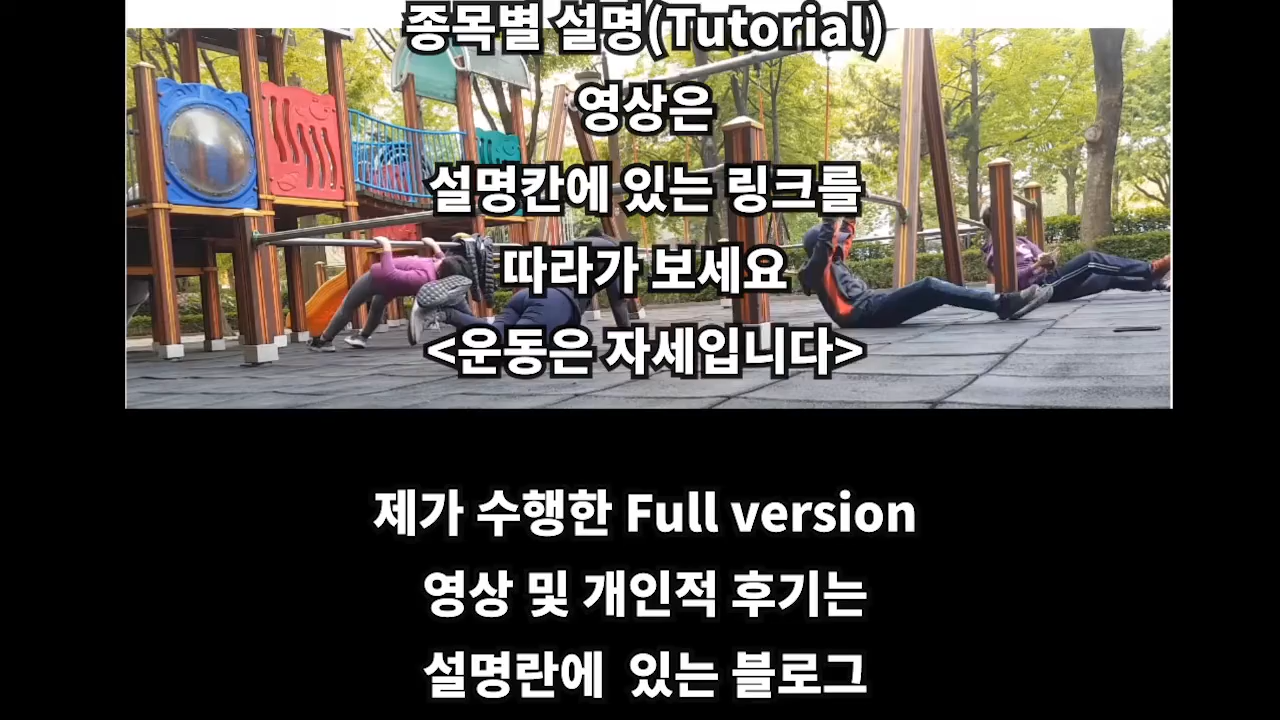 종목별 설명(Tutorial)
영상은
설명칸에 있는 링크를
따라가 보세요
<운동은 자세입니다>
제가 수행한 Full version
영상 및 개인적 후기는
설명란에 있는 블로그